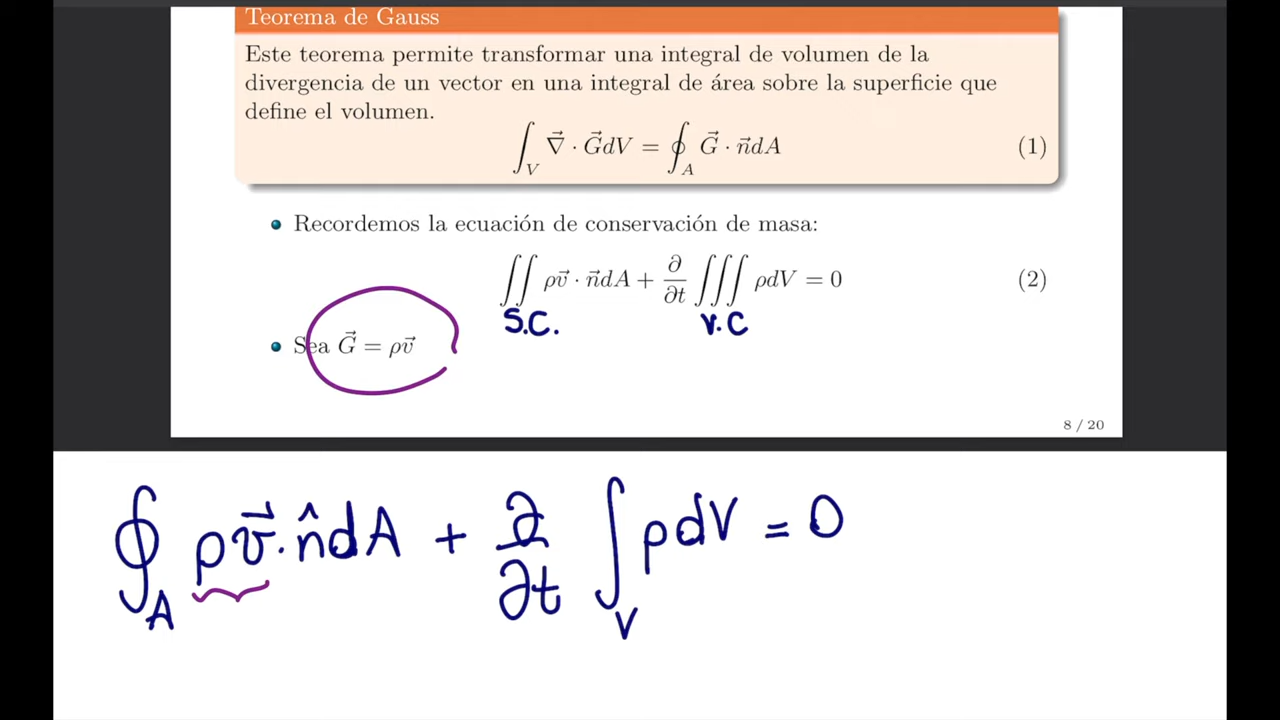 Teorema de Gauss
Este teorema permite transformar una integral de volumen de la
divergencia de un vector en una integral de área sobre la superficie que
define el volumen.
∫_V ∇⃗ · G⃗dV = ∮_A G⃗ · n⃗dA (1)
Recordemos la ecuación de conservación de masa:
∬ ρv⃗ · n⃗dA + ∂/∂t ∭ ρdV = 0 (2)
S.C. V.C
Sea G⃗ = ρv⃗
8 / 20
∮_A ρv⃗ · n̂dA + ∂/∂t ∫_V ρdV = 0